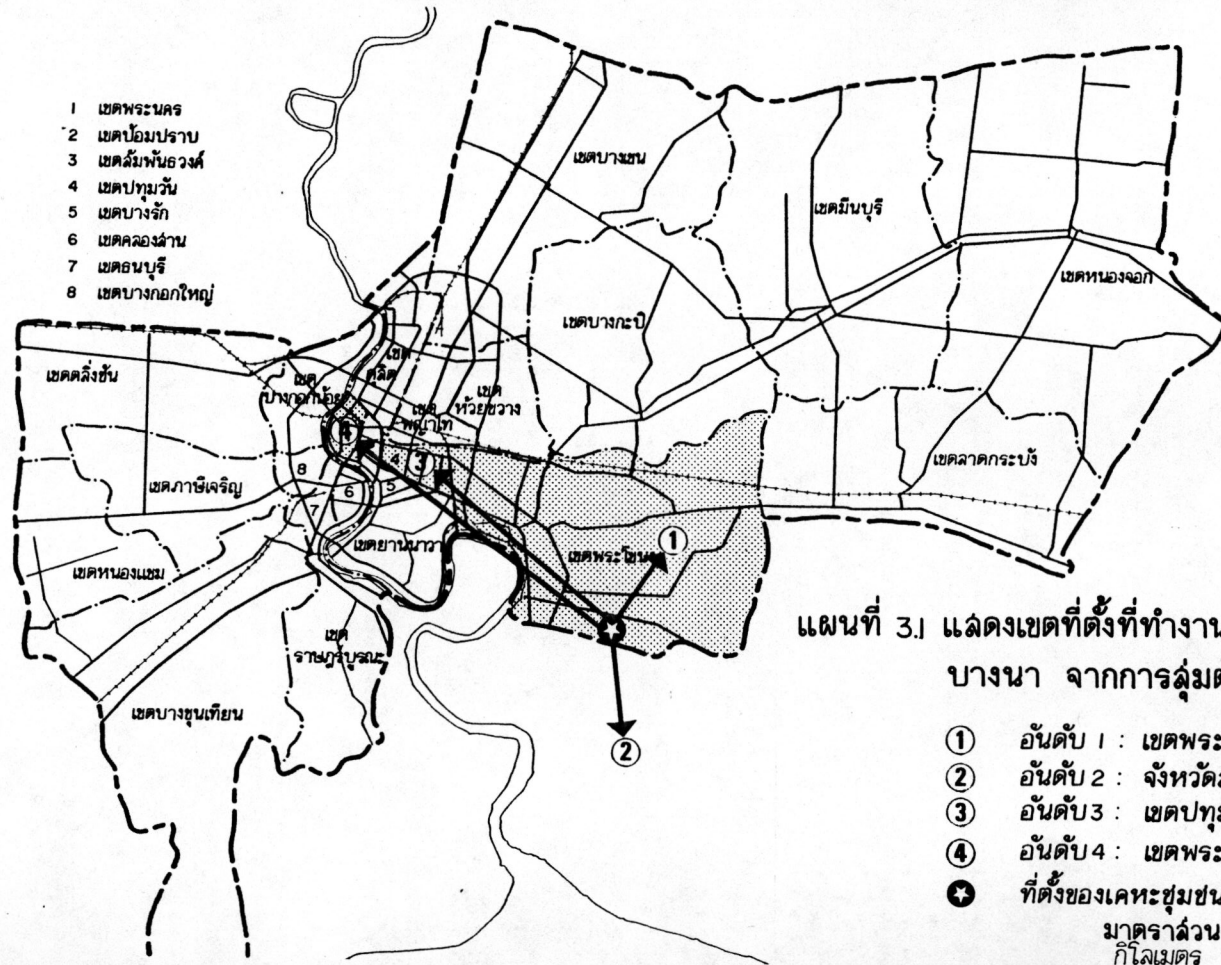 1 เขตพระนคร
2 เขตป้อมปราบ
3 เขตสัมพันธวงศ์
4 เขตปทุมวัน
5 เขตบางรัก
6 เขตคลองสาน
7 เขตธนบุรี
8 เขตบางกอกใหญ่
เขตบางเขน
เขตมีนบุรี
เขตหนองจอก
เขตบางกะปิ
เขตตลิ่งชัน
เขตดุสิต
เขตบางกอกน้อย
เขตห้วยขวาง
เขตพญาไท
④
③
4
5
8
6
7
เขตลาดกระบัง
เขตภาษีเจริญ
เขตยานนาวา
①
เขตพระโขนง
เขตหนองแขม
เขตราษฎร์บูรณะ
เขตบางขุนเทียน
②
แผนที่ 3.1 แสดงเขตที่ตั้งที่ทำงาน
บางนา จากการสุ่มต
① อันดับ 1 : เขตพระ
② อันดับ 2 : จังหวัด
③ อันดับ 3 : เขตปทุม
④ อันดับ 4 : เขตพระ
ที่ตั้งของเคหะชุมชน
มาตราส่วน
กิโลเมตร